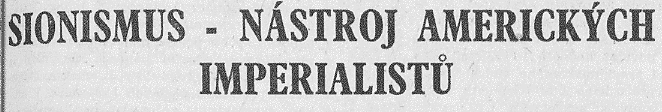 SIONISMUS - NÁSTROJ AMERICKÝCH
IMPERIALISTŮ